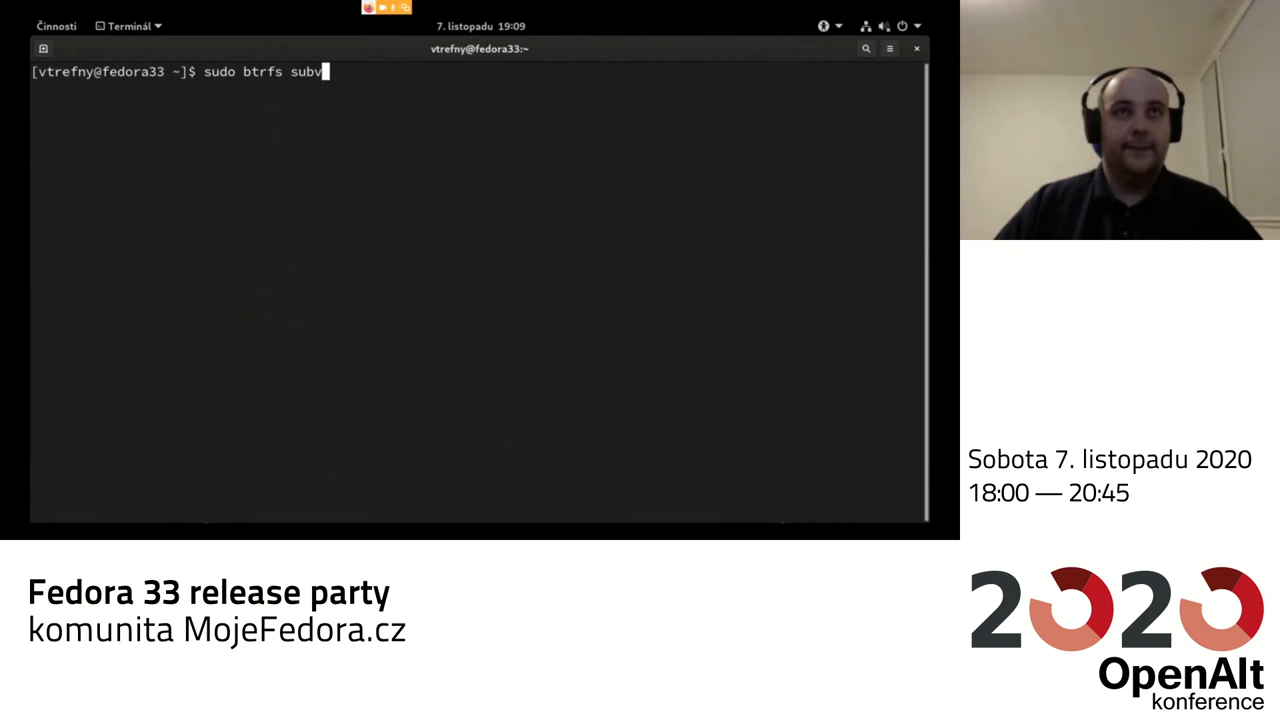 Činnosti
Terminál
7. listopadu 19:09
vtrefny@fedora33:~
[vtrefny@fedora33 ~]$ sudo btrfs subv
Sobota 7. listopadu 2020
18:00 — 20:45
Fedora 33 release party
komunita MojeFedora.cz
2020
OpenAlt
konference